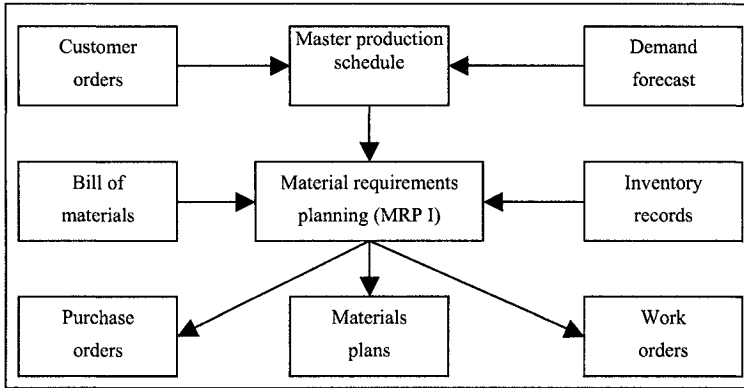 Customer
orders
Master production
schedule
Demand
forecast
Bill of
materials
Material requirements
planning (MRP I)
Inventory
records
Purchase
orders
Materials
plans
Work
orders